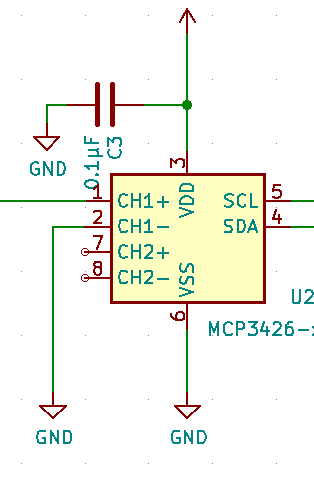 0.1µF
C3
GND
3
1
CH1+
VDD
SCL
5
2
CH1-
SDA
4
7
CH2+
8
CH2-
VSS
6
U2
MCP3426-
GND
GND